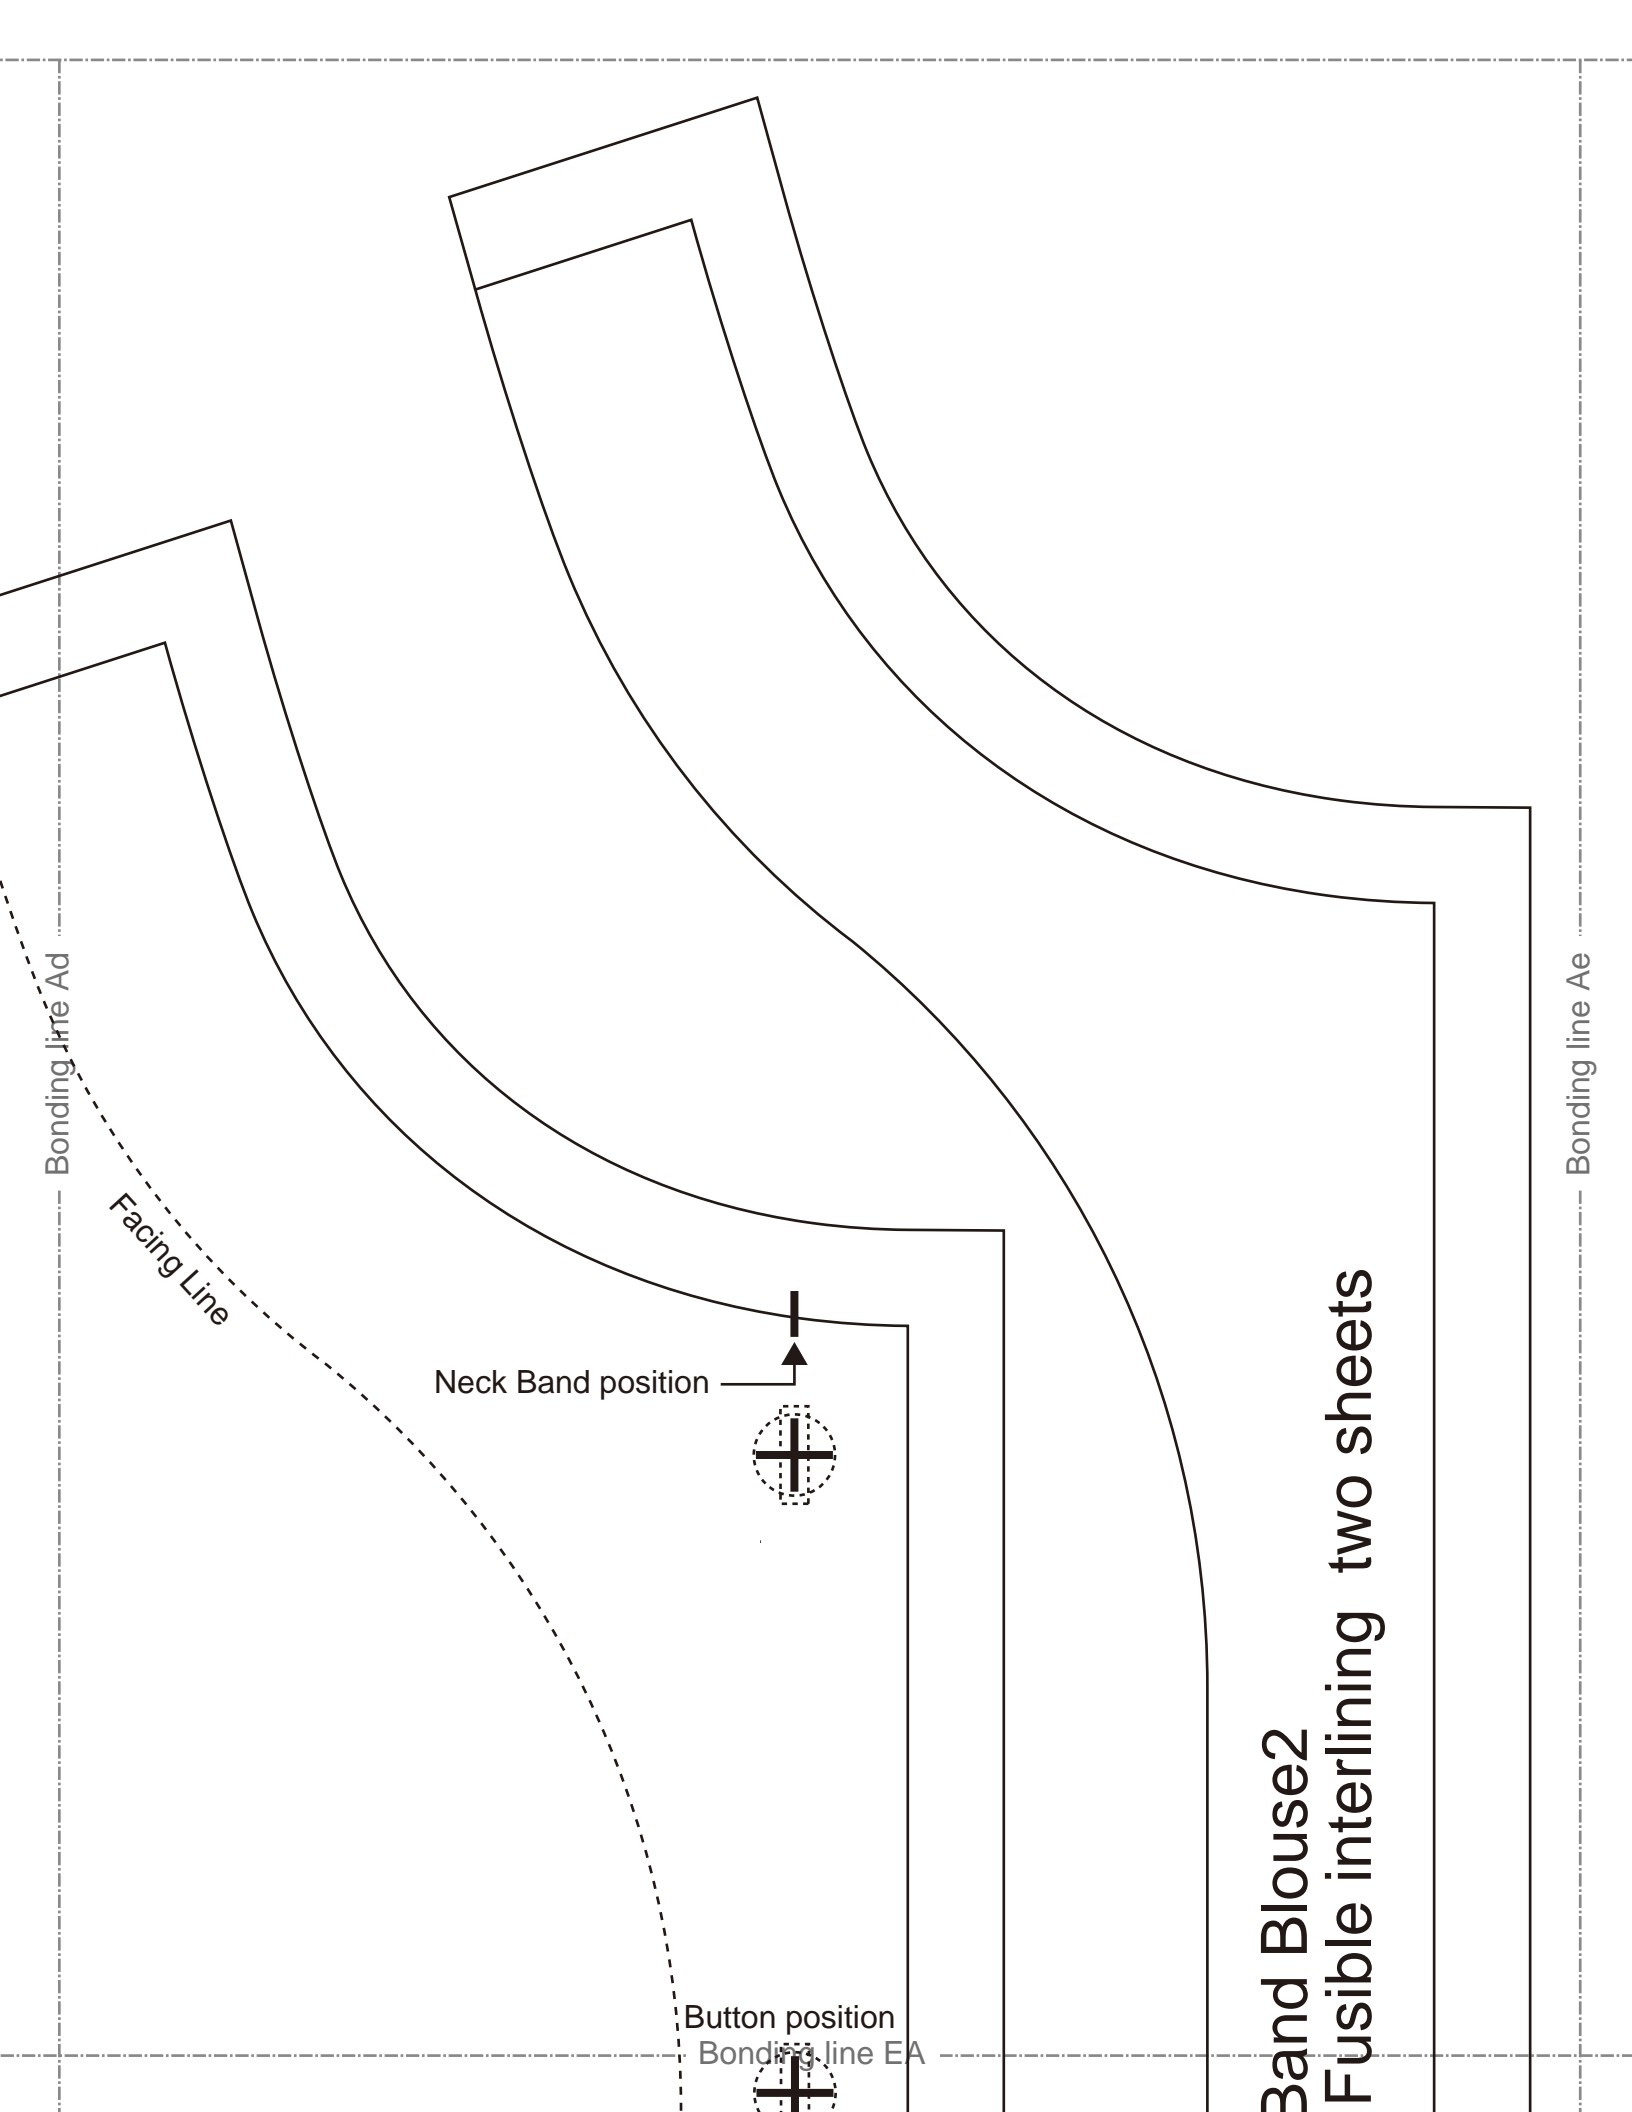 Bonding line Ad
Bonding line Ae
Facing Line
Neck Band position
Band Blouse2
Fusible interlining two sheets
Button position
Bonding line EA